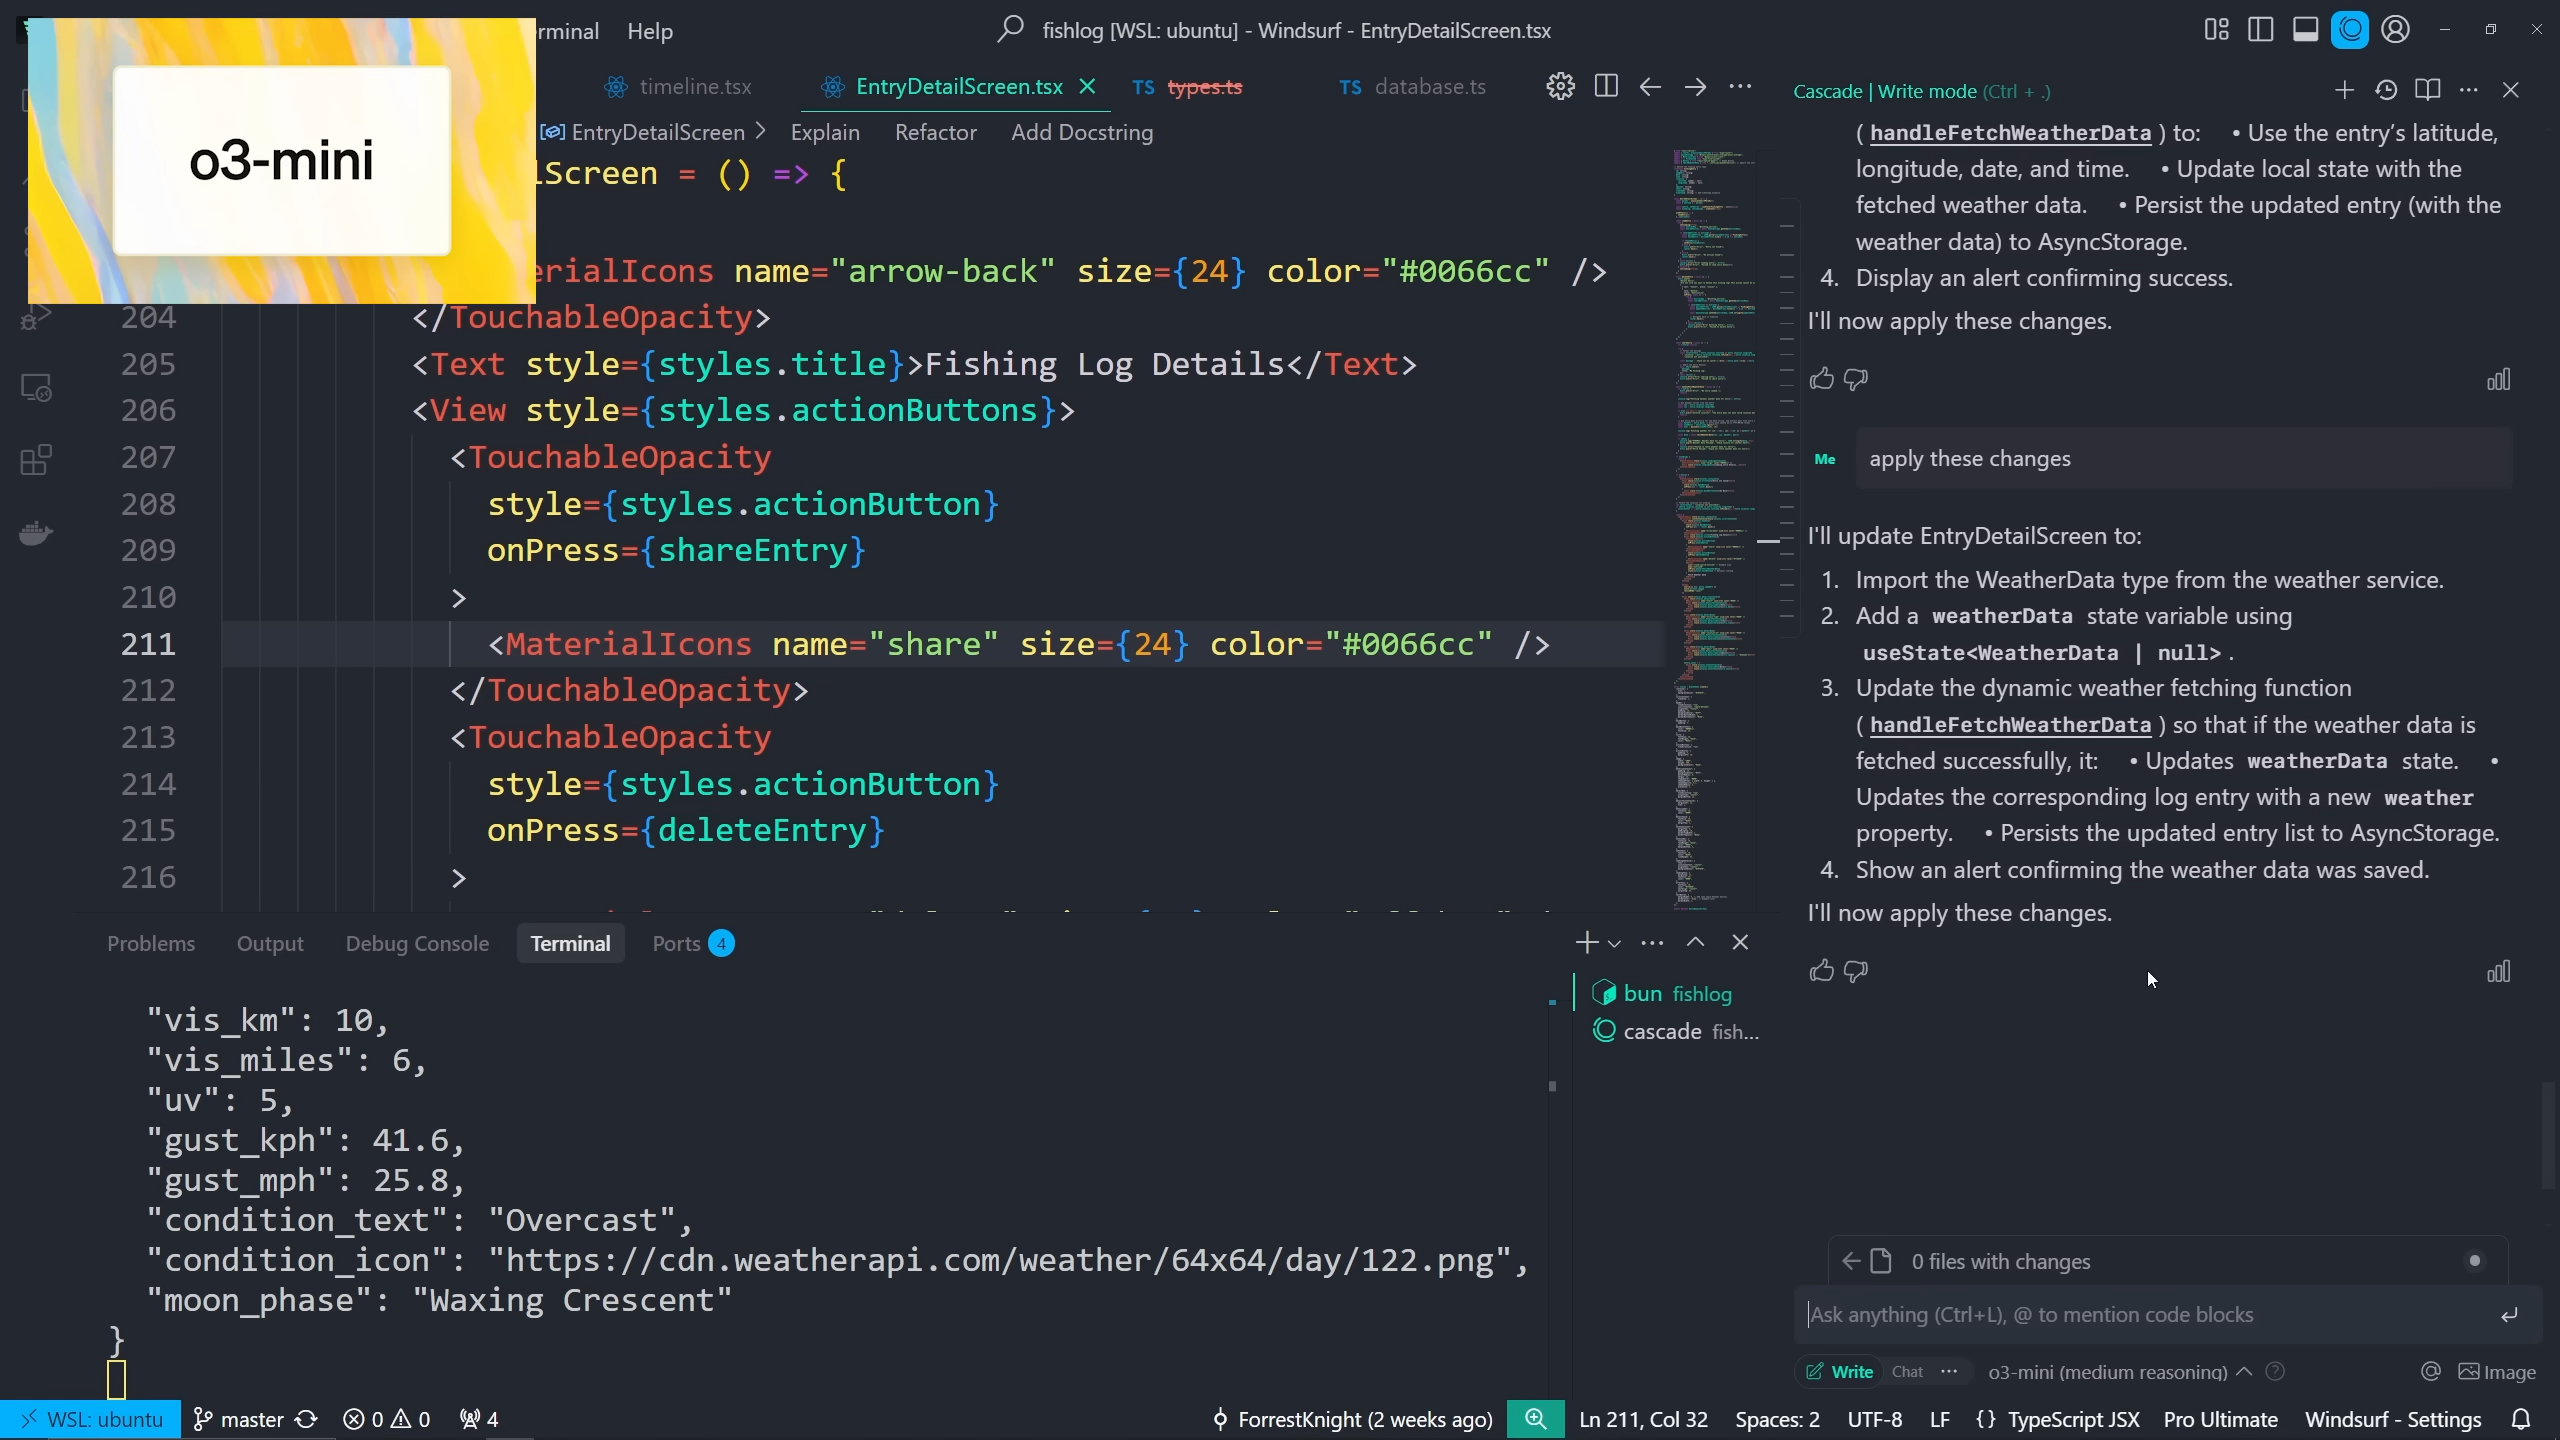 o3-mini
rminal Help
fishlog [WSL: ubuntu] - Windsurf - EntryDetailScreen.tsx
timeline.tsx EntryDetailScreen.tsx TS types.ts TS database.ts
EntryDetailScreen Explain Refactor Add Docstring
lScreen = () => {
erialIcons name="arrow-back" size={24} color="#0066cc" />
204 </TouchableOpacity>
205 <Text style={styles.title}>Fishing Log Details</Text>
206 <View style={styles.actionButtons}>
207 <TouchableOpacity
208 style={styles.actionButton}
209 onPress={shareEntry}
210 >
211 <MaterialIcons name="share" size={24} color="#0066cc" />
212 </TouchableOpacity>
213 <TouchableOpacity
214 style={styles.actionButton}
215 onPress={deleteEntry}
216 >
Problems Output Debug Console Terminal Ports 4
"vis_km": 10,
"vis_miles": 6,
"uv": 5,
"gust_kph": 41.6,
"gust_mph": 25.8,
"condition_text": "Overcast",
"condition_icon": "https://cdn.weatherapi.com/weather/64x64/day/122.png",
"moon_phase": "Waxing Crescent"
}
bun fishlog
cascade fish...
Cascade | Write mode (Ctrl + .)
( handleFetchWeatherData ) to: • Use the entry's latitude,
longitude, date, and time. • Update local state with the
fetched weather data. • Persist the updated entry (with the
weather data) to AsyncStorage.
4. Display an alert confirming success.
I'll now apply these changes.
Me apply these changes
I'll update EntryDetailScreen to:
1. Import the WeatherData type from the weather service.
2. Add a weatherData state variable using
useState<WeatherData | null> .
3. Update the dynamic weather fetching function
( handleFetchWeatherData ) so that if the weather data is
fetched successfully, it: • Updates weatherData state. •
Updates the corresponding log entry with a new weather
property. • Persists the updated entry list to AsyncStorage.
4. Show an alert confirming the weather data was saved.
I'll now apply these changes.
0 files with changes
Ask anything (Ctrl+L), @ to mention code blocks
Write Chat ... o3-mini (medium reasoning) Image
WSL: ubuntu master 0 0 4 ForrestKnight (2 weeks ago) Ln 211, Col 32 Spaces: 2 UTF-8 LF {} TypeScript JSX Pro Ultimate Windsurf - Settings